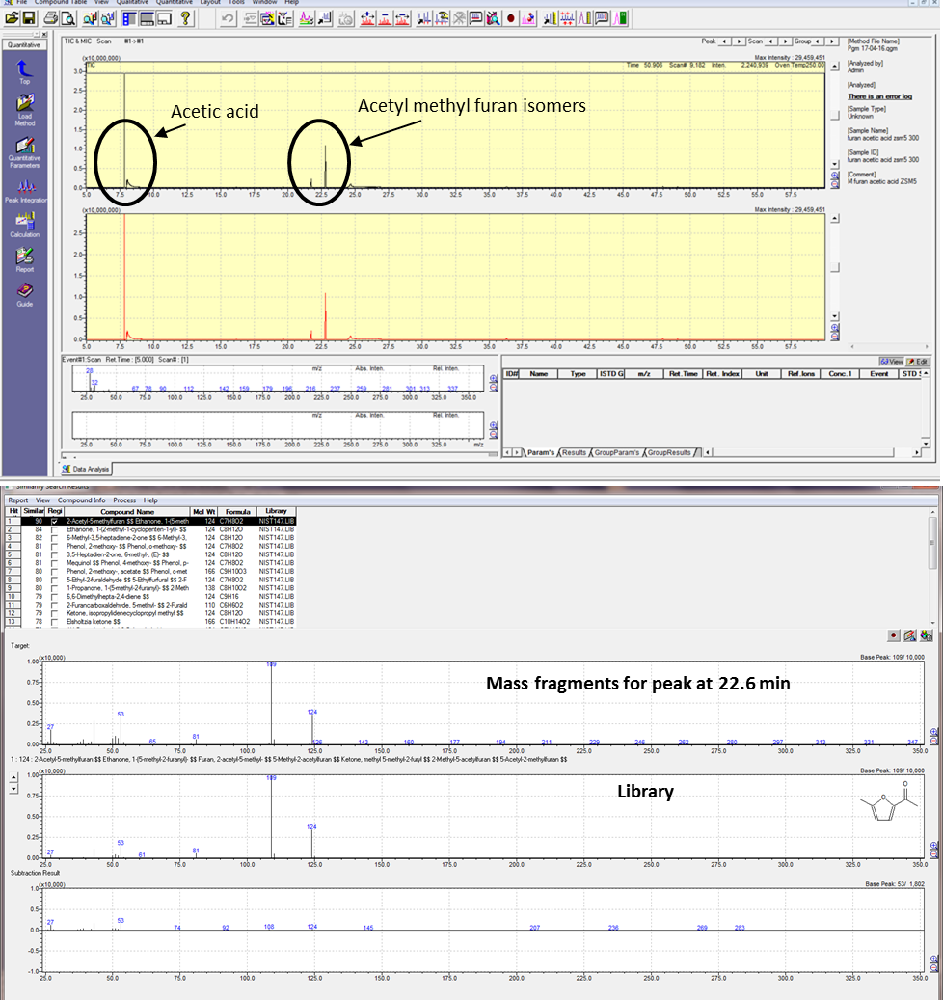 File Compound Table View Qualitative Quantitative Layout Tools Window Help
Quantitative
Top
Load
Method
Quantitative
Parameters
Peak Integration
Calculation
Report
Guide
TIC & MIC Scan #1->#1
Peak Scan Group
(x10,000,000)
Max Intensity : 29,459,451
TIC
Time 50.906 Scan# 9,182 Inten. 2,240,939 Oven Temp 250.00
3.0
2.5
2.0
1.5
1.0
0.5
0.0
Acetic acid
Acetyl methyl furan isomers
5.0 7.5 10.0 12.5 15.0 17.5 20.0 22.5 25.0 27.5 30.0 32.5 35.0 37.5 40.0 42.5 45.0 47.5 50.0 52.5 55.0 57.5
[Method File Name]
Pgm 17-04-16.qgm
[Analyzed by]
Admin
[Analyzed]
There is an error log
[Sample Type]
Unknown
[Sample Name]
furan acetic acid zsm5 300
[Sample ID]
furan acetic acid zsm5 300
[Comment]
M.furan acetic acid ZSM5
(x10,000,000)
Max Intensity : 29,459,451
2.5
2.0
1.5
1.0
0.5
0.0
5.0 7.5 10.0 12.5 15.0 17.5 20.0 22.5 25.0 27.5 30.0 32.5 35.0 37.5 40.0 42.5 45.0 47.5 50.0 52.5 55.0 57.5
Event#1:Scan Ret.Time : [5.000] Scan# : [1]
m/z Abs. Inten. Rel. Inten.
28
32 67 78 90 112 142 159 179 196 216 237 259 281 301 313 337
25.0 50.0 75.0 100.0 125.0 150.0 175.0 200.0 225.0 250.0 275.0 300.0 325.0 350.0
m/z Abs. Inten. Rel. Inten.
25.0 50.0 75.0 100.0 125.0 150.0 175.0 200.0 225.0 250.0 275.0 300.0 325.0 350.0 m/z
View Edit
ID# Name Type ISTD G m/z Ret.Time Ret. Index Unit Ref.Ions Conc.1 Event STD
Param's Results GroupParam's GroupResults
Data Analysis
Similarity Search Results
Report View Compound Info Process Help
Hit Similar Regi Compound Name Mol Wt Formula Library
1 90 2-Acetyl-5-methylfuran $$ Ethanone, 1-(5-meth 124 C7H8O2 NIST147.LIB
2 84 Ethanone, 1-(2-methyl-1-cyclopenten-1-yl)- $$ 124 C8H12O NIST147.LIB
3 82 6-Methyl-3,5-heptadiene-2-one $$ 6-Methyl-3, 124 C8H12O NIST147.LIB
4 81 Phenol, 2-methoxy- $$ Phenol, o-methoxy- $$ 124 C7H8O2 NIST147.LIB
5 81 3,5-Heptadien-2-one, 6-methyl-, (E)- $$ 124 C8H12O NIST147.LIB
6 81 Mequinol $$ Phenol, 4-methoxy- $$ Phenol, p- 124 C7H8O2 NIST147.LIB
7 80 Phenol, 2-methoxy-, acetate $$ Phenol, o-met 166 C9H10O3 NIST147.LIB
8 80 5-Ethyl-2-furaldehyde $$ 5-Ethylfurfural $$ 2-F 124 C7H8O2 NIST147.LIB
9 80 1-Propanone, 1-(5-methyl-2-furanyl)- $$ 2-Meth 138 C8H10O2 NIST147.LIB
10 79 6,6-Dimethylhepta-2,4-diene $$ 124 C9H16 NIST147.LIB
11 79 2-Furancarboxaldehyde, 5-methyl- $$ 2-Furald 110 C6H6O2 NIST147.LIB
12 79 Ketone, isopropylidenecyclopropyl methyl $$ 124 C8H12O NIST147.LIB
13 78 Elsholtzia ketone $$ 166 C10H14O2 NIST147.LIB
Target:
(x10,000)
Base Peak: 109/ 10,000
1.00
0.75
0.50
0.25
0.00
Mass fragments for peak at 22.6 min
27 53 65 81 109 124 126 143 160 177 194 211 229 246 262 280 297 313 331 347
25.0 50.0 75.0 100.0 125.0 150.0 175.0 200.0 225.0 250.0 275.0 300.0 325.0 350.0
1 : 124 : 2-Acetyl-5-methylfuran $$ Ethanone, 1-(5-methyl-2-furanyl)- $$ Furan, 2-acetyl-5-methyl- $$ 5-Methyl-2-acetylfuran $$ Ketone, methyl 5-methyl-2-furyl $$ 2-Methyl-5-acetylfuran $$ 5-Acetyl-2-methylfuran $$
(x10,000)
Base Peak: 109/ 10,000
1.00
0.75
0.50
0.25
0.00
Library
O
O
27 53 61 81 109 124
25.0 50.0 75.0 100.0 125.0 150.0 175.0 200.0 225.0 250.0 275.0 300.0 325.0 350.0
Subtraction Result
(x10,000)
Base Peak: 53/ 1,802
1.0
0.5
0.0
-0.5
-1.0
27 53 74 92 108 124 145 207 236 269 283
25.0 50.0 75.0 100.0 125.0 150.0 175.0 200.0 225.0 250.0 275.0 300.0 325.0 350.0